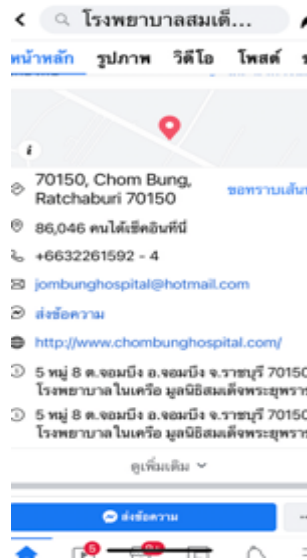 โรงพยาบาลสมเด็...
หน้าหลัก รูปภาพ วิดีโอ โพสต์
70150, Chom Bung,
Ratchaburi 70150
ขอทราบเส้น
86,046 คนได้เช็คอินที่นี่
+6632261592 - 4
jombunghospital@hotmail.com
ส่งข้อความ
http://www.chombunghospital.com/
5 หมู่ 8 ต.จอมบึง อ.จอมบึง จ.ราชบุรี 70150
โรงพยาบาลในเครือ มูลนิธิสมเด็จพระยุพราช
5 หมู่ 8 ต.จอมบึง อ.จอมบึง จ.ราชบุรี 70150
โรงพยาบาลในเครือ มูลนิธิสมเด็จพระยุพราช
ดูเพิ่มเติม
ส่งข้อความ
5